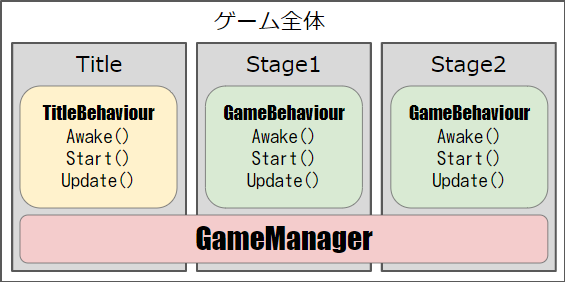 ゲーム全体
Title
TitleBehaviour
Awake()
Start()
Update()
Stage1
GameBehaviour
Awake()
Start()
Update()
Stage2
GameBehaviour
Awake()
Start()
Update()
GameManager